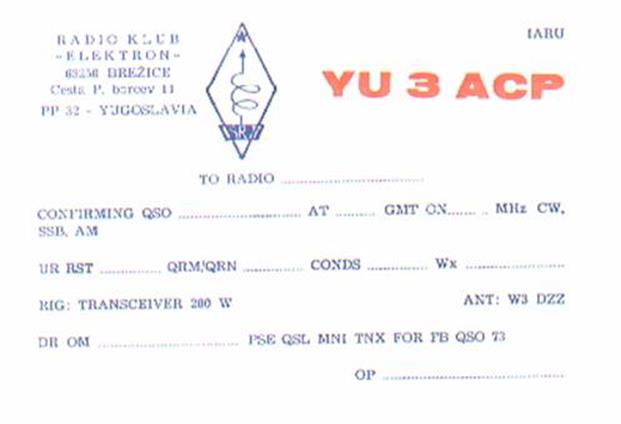 RADIO KLUB
"ELEKTRON"
BREŽICE
Cesta P. borcev 11
PP 32 - YUGOSLAVIA
SRJ
IARU
YU 3 ACP
TO RADIO ................................
CONFIRMING QSO ........................... AT ......... GMT ON........ .. MHz CW,
SSB, AM
UR RST .............. QRM/QRN .............. CONDS .............. Wx ......................
RIG: TRANSCEIVER 200 W ANT: W3 DZZ
DR OM ................................ PSE QSL MNI TNX FOR FB QSO 73
OP ..........................................